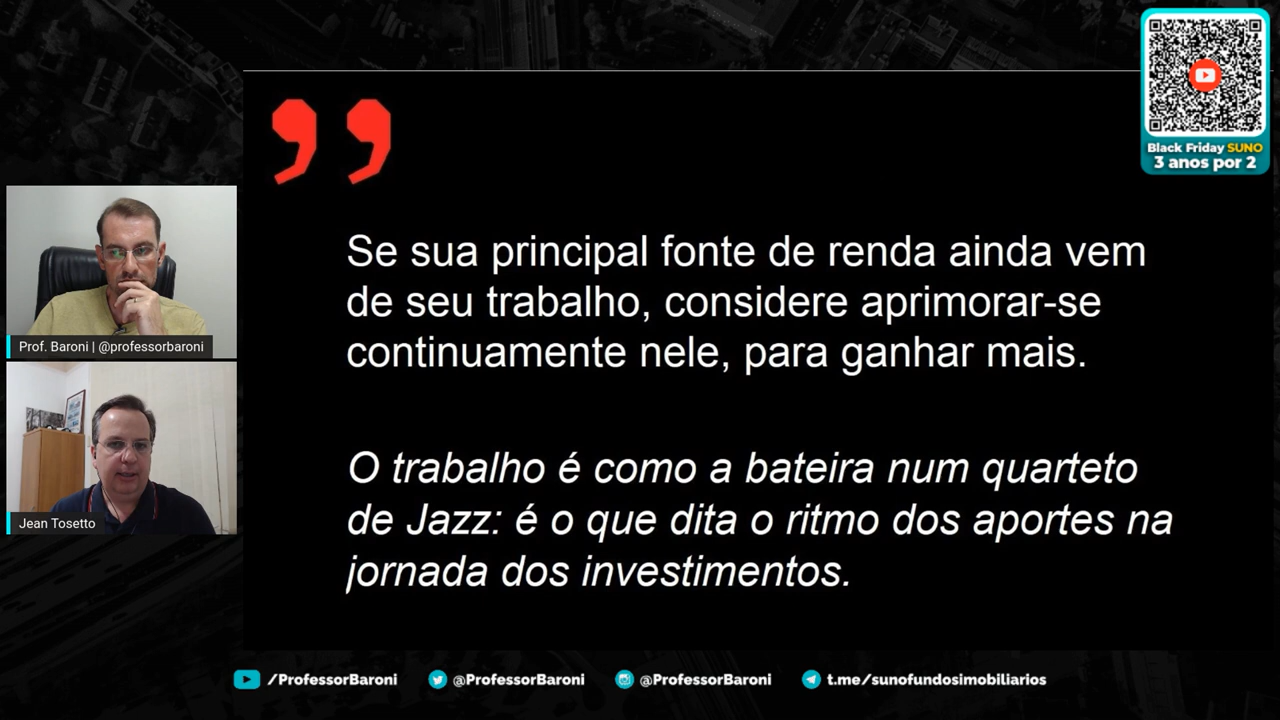 Black Friday SUNO
3 anos por 2
”
Se sua principal fonte de renda ainda vem
de seu trabalho, considere aprimorar-se
continuamente nele, para ganhar mais.
O trabalho é como a bateira num quarteto
de Jazz: é o que dita o ritmo dos aportes na
jornada dos investimentos.
Prof. Baroni | @professorbaroni
Jean Tosetto
/ProfessorBaroni
@ProfessorBaroni
@ProfessorBaroni
t.me/sunofundosimobiliarios